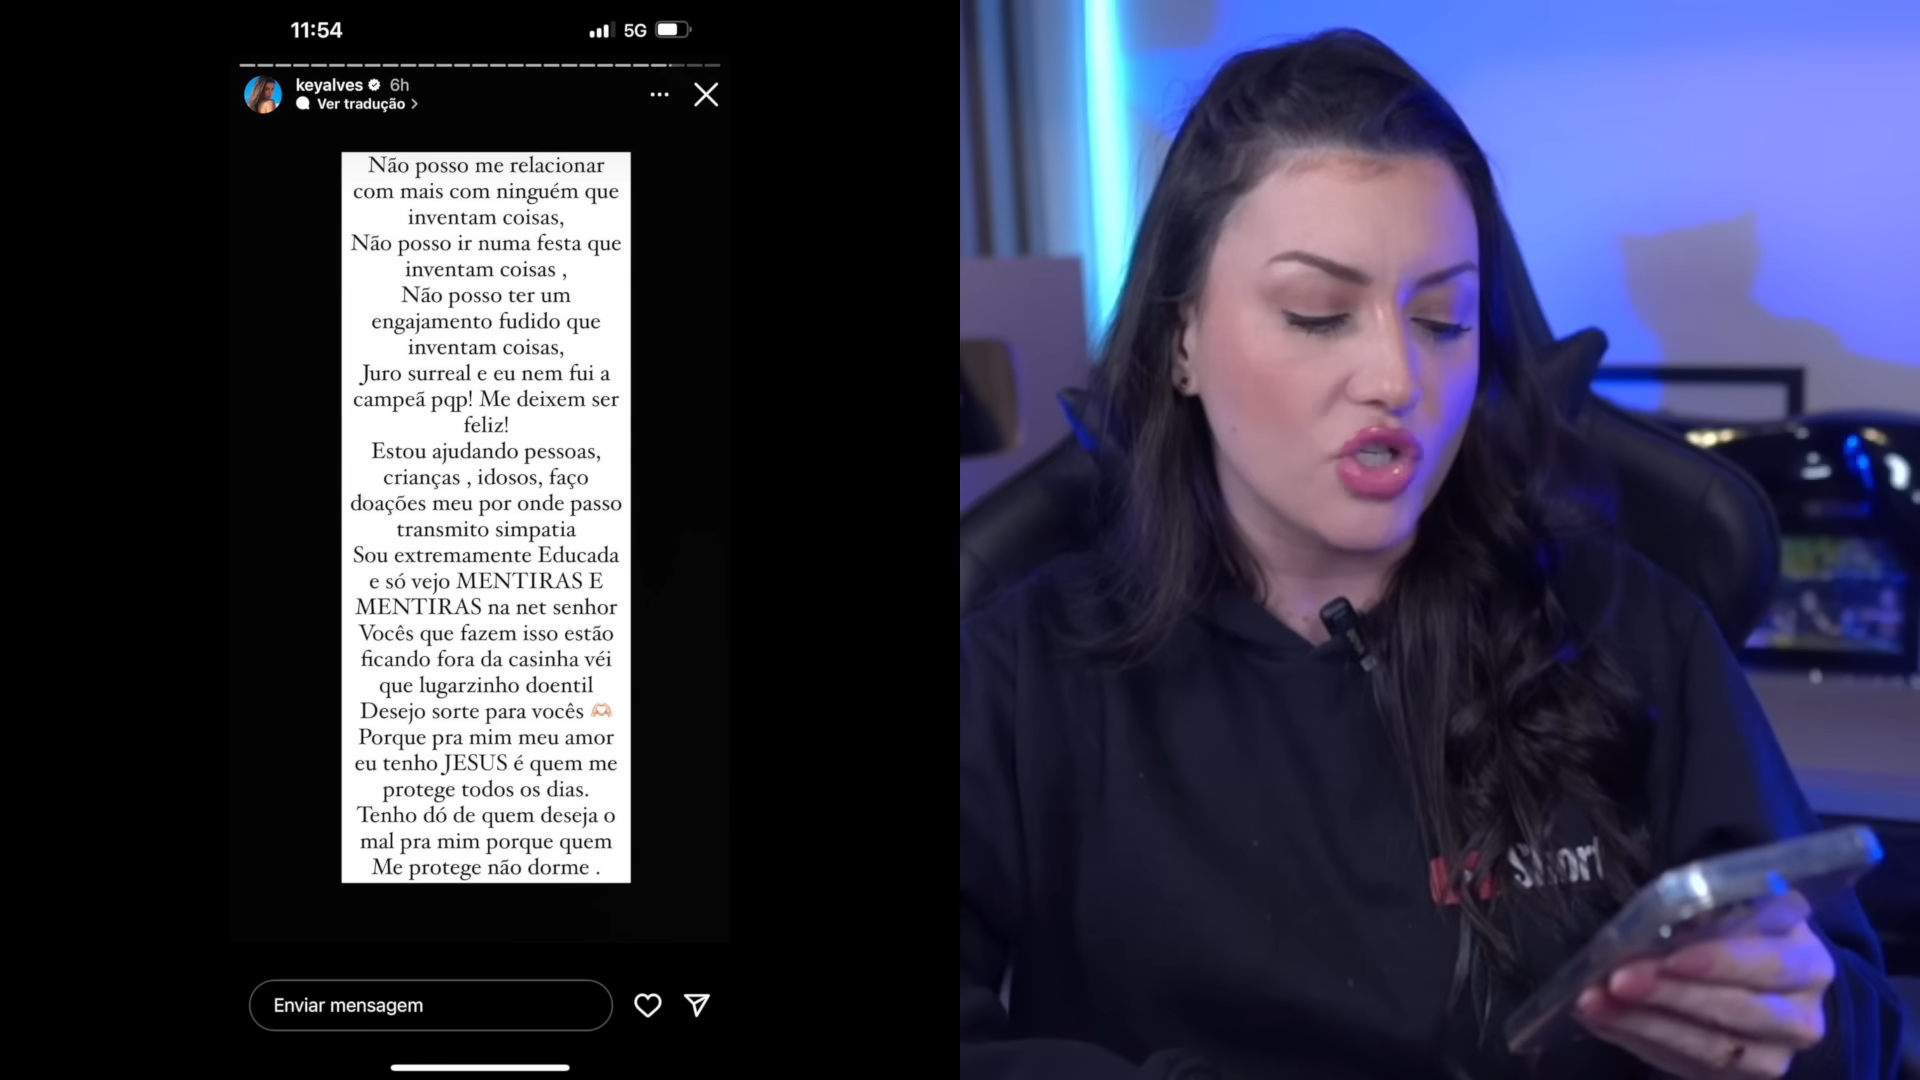 11:54
5G
keyalves 6h
Ver tradução
Não posso me relacionar
com mais com ninguém que
inventam coisas,
Não posso ir numa festa que
inventam coisas ,
Não posso ter um
engajamento fudido que
inventam coisas,
Juro surreal e eu nem fui a
campeã pqp! Me deixem ser
feliz!
Estou ajudando pessoas,
crianças , idosos, faço
doações meu por onde passo
transmito simpatia
Sou extremamente Educada
e só vejo MENTIRAS E
MENTIRAS na net senhor
Vocês que fazem isso estão
ficando fora da casinha véi
que lugarzinho doentil
Desejo sorte para vocês 🫶🏻
Porque pra mim meu amor
eu tenho JESUS é quem me
protege todos os dias.
Tenho dó de quem deseja o
mal pra mim porque quem
Me protege não dorme .
Enviar mensagem